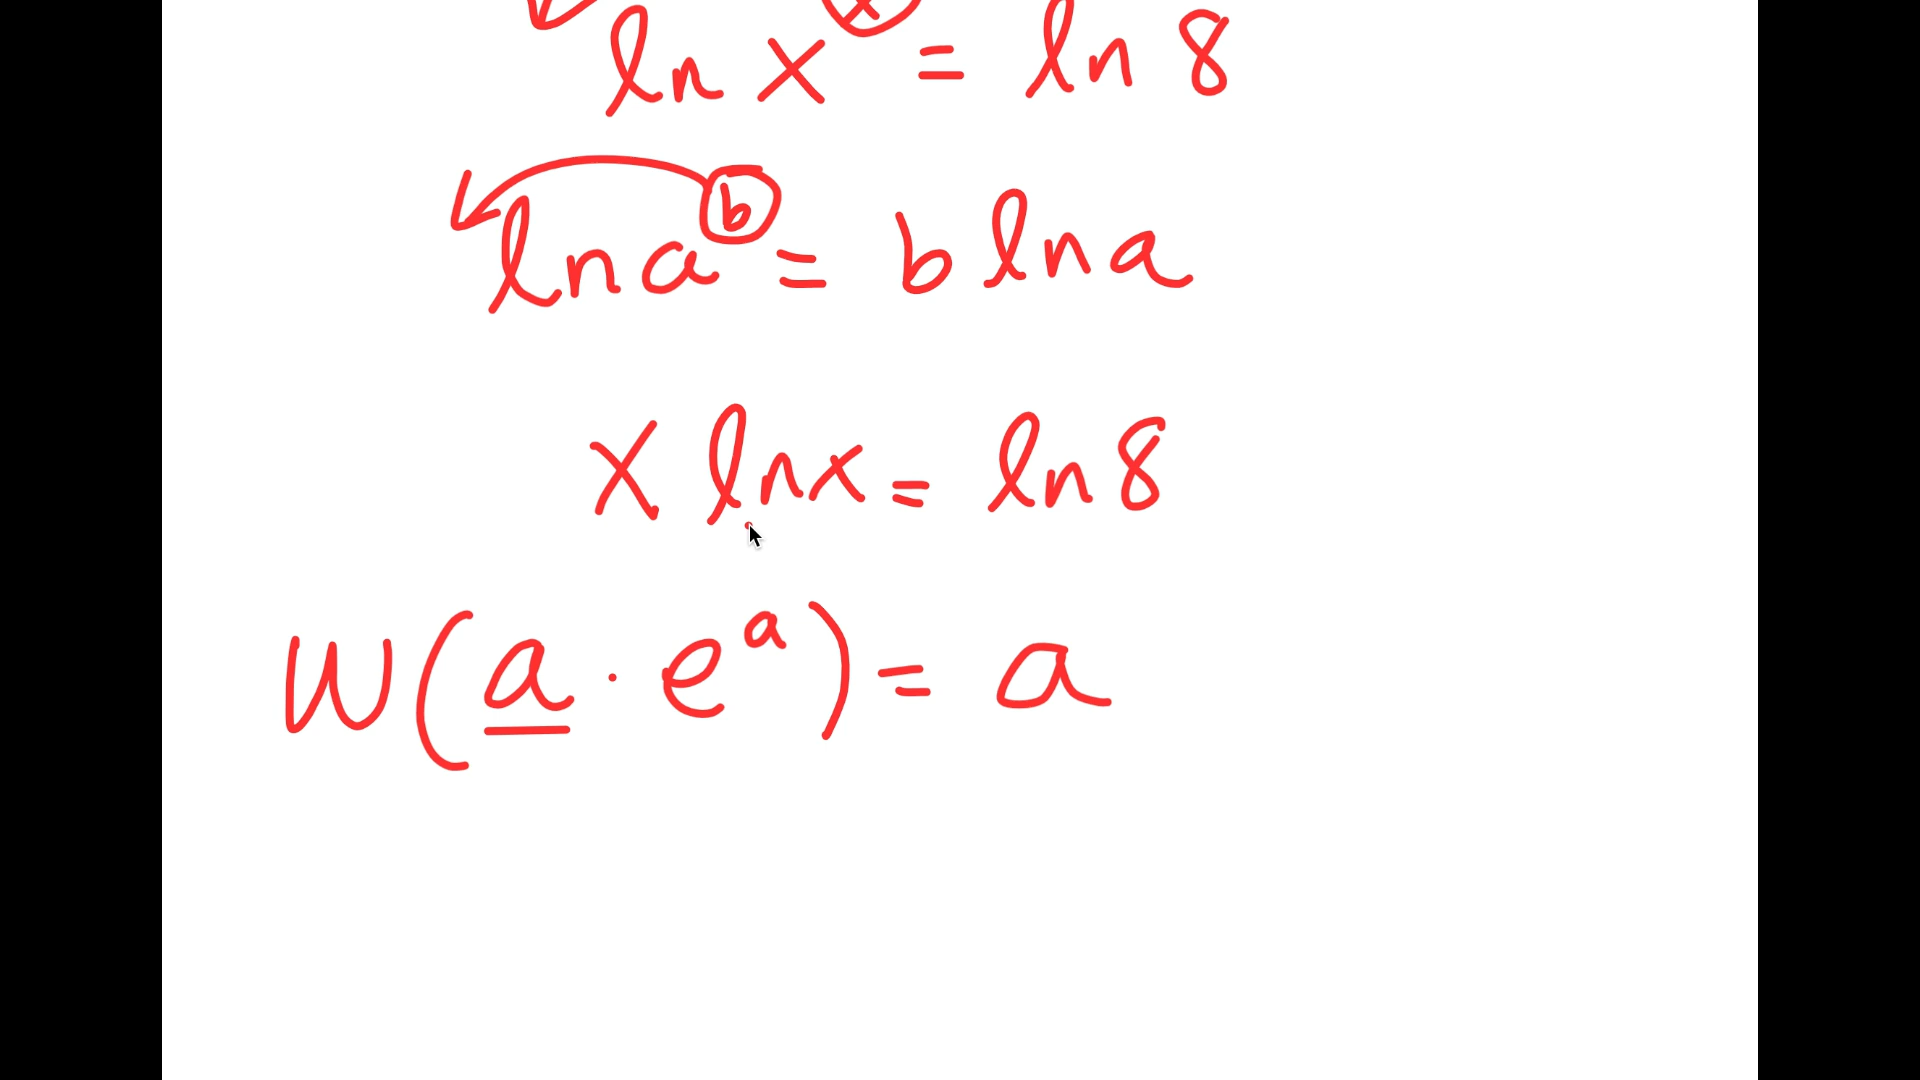 ln x^x = ln 8
ln a^b = b ln a
x ln x = ln 8
W(a · e^a) = a